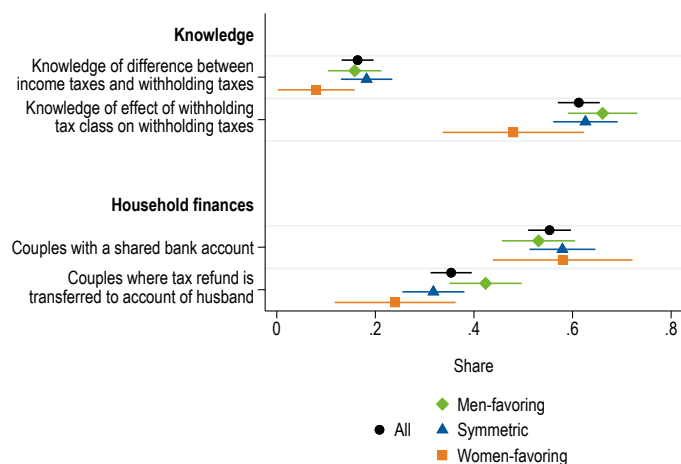 Knowledge
Knowledge of difference between
income taxes and withholding taxes
Knowledge of effect of withholding
tax class on withholding taxes
Household finances
Couples with a shared bank account
Couples where tax refund is
transferred to account of husband
0 .2 .4 .6 .8
Share
All
Men-favoring
Symmetric
Women-favoring